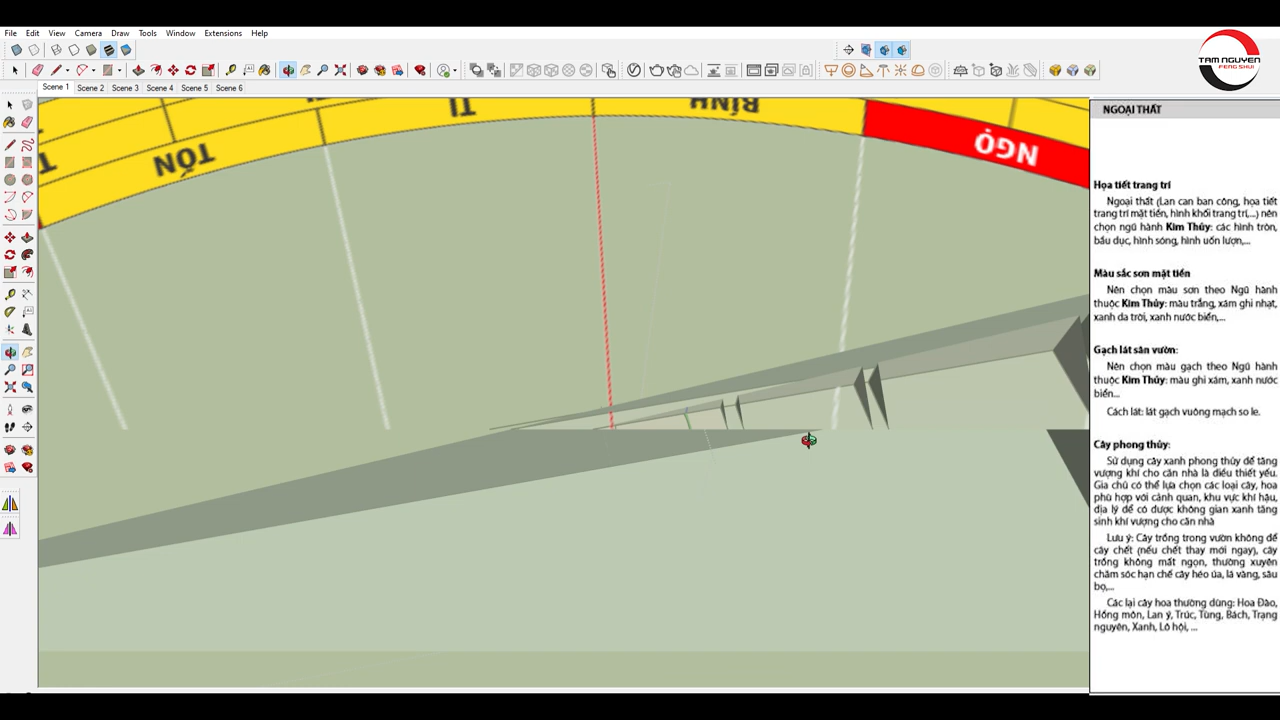 File Edit View Camera Draw Tools Window Extensions Help
TAM NGUYEN
FENG SHUI
Scene 1 Scene 2 Scene 3 Scene 4 Scene 5 Scene 6
TỐN
TỊ
BÍNH
NGỌ
NGOẠI THẤT
Họa tiết trang trí
Ngoại thất (Lan can ban công, họa tiết
trang trí mặt tiền, hình khối trang trí,...) nên
chọn ngũ hành Kim Thủy: các hình tròn,
bầu dục, hình sóng, hình uốn lượn,...
Màu sắc sơn mặt tiền
Nên chọn màu sơn theo Ngũ hành
thuộc Kim Thủy: màu trắng, xám ghi nhạt,
xanh da trời, xanh nước biển,...
Gạch lát sân vườn:
Nên chọn màu gạch theo Ngũ hành
thuộc Kim Thủy: màu ghi xám, xanh nước
biển...
Cách lát: lát gạch vuông mạch so le.
Cây phong thủy:
Sử dụng cây xanh phong thủy để tăng
vượng khí cho căn nhà là điều thiết yếu.
Gia chủ có thể lựa chọn các loại cây, hoa
phù hợp với cảnh quan, khu vực khí hậu,
địa lý để có được không gian xanh tăng
sinh khí vượng cho căn nhà
Lưu ý: Cây trồng trong vườn không để
cây chết (nếu chết thay mới ngay), cây
trồng không mất ngọn, thường xuyên
chăm sóc hạn chế cây héo úa, lá vàng, sâu
bọ,...
Các lại cây hoa thường dùng: Hoa Đào,
Hồng môn, Lan ý, Trúc, Tùng, Bách, Trạng
nguyên, Xanh, Lô hội, ...